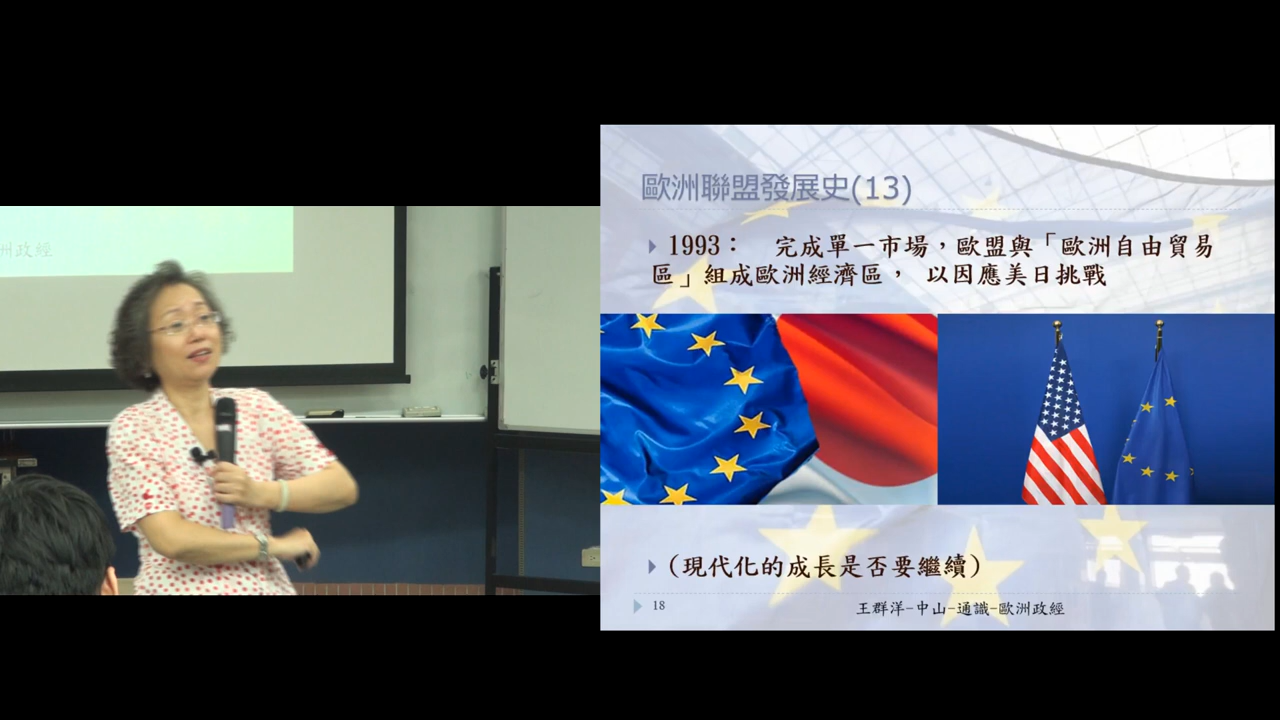 洲政經
歐洲聯盟發展史(13)
1993： 完成單一市場，歐盟與「歐洲自由貿易
區」組成歐洲經濟區， 以因應美日挑戰
(現代化的成長是否要繼續)
18
王群洋-中山-通識-歐洲政經